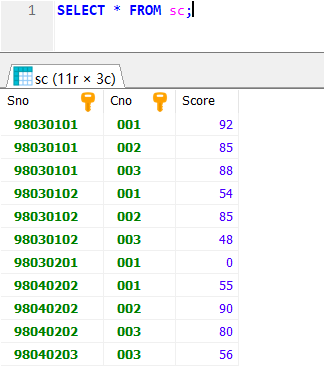 1 SELECT * FROM sc;
sc (11r × 3c)
Sno Cno Score
98030101 001 92
98030101 002 85
98030101 003 88
98030102 001 54
98030102 002 85
98030102 003 48
98030201 001 0
98040202 001 55
98040202 002 90
98040202 003 80
98040203 003 56